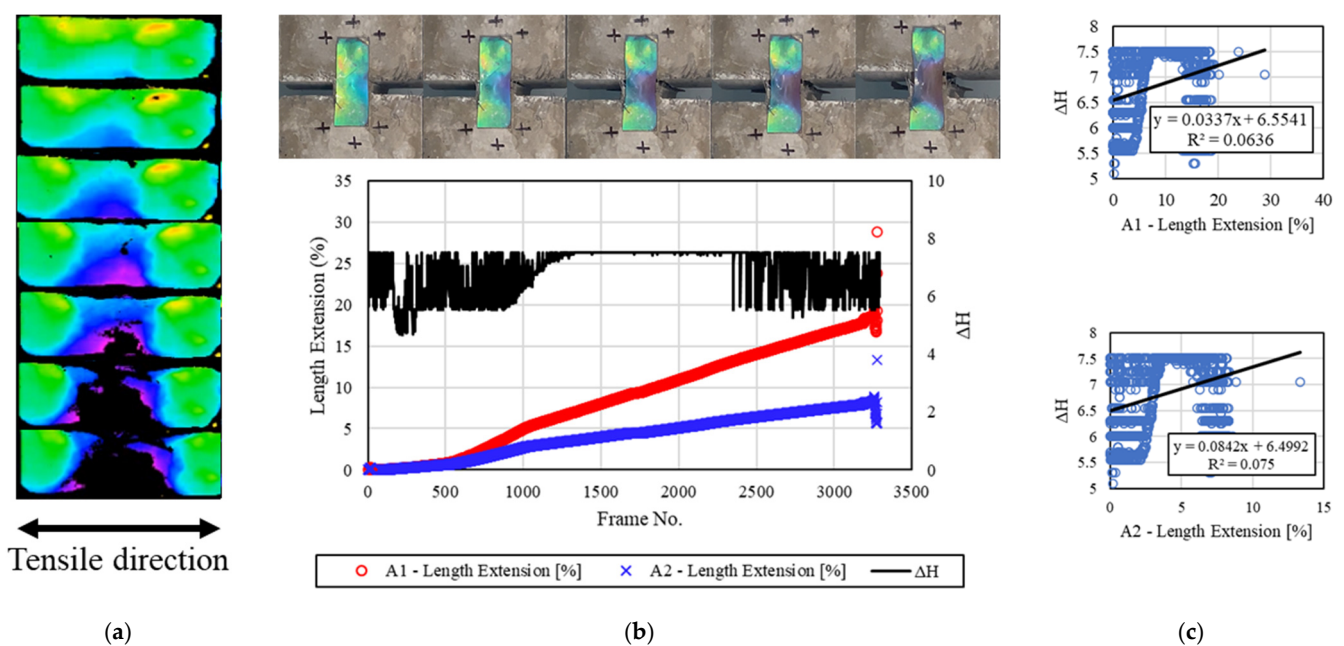 Tensile direction
(a)
35
30
25
20
15
10
5
0
Length Extension (%)
10
8
6
4
2
0
ΔH
0 500 1000 1500 2000 2500 3000 3500
Frame No.
A1 - Length Extension [%] A2 - Length Extension [%] ΔH
(b)
8
7.5
7
6.5
6
5.5
5
ΔH
y = 0.0337x + 6.5541
R² = 0.0636
0 10 20 30 40
A1 - Length Extension [%]
8
7.5
7
6.5
6
5.5
5
ΔH
y = 0.0842x + 6.4992
R² = 0.075
0 5 10 15
A2 - Length Extension [%]
(c)